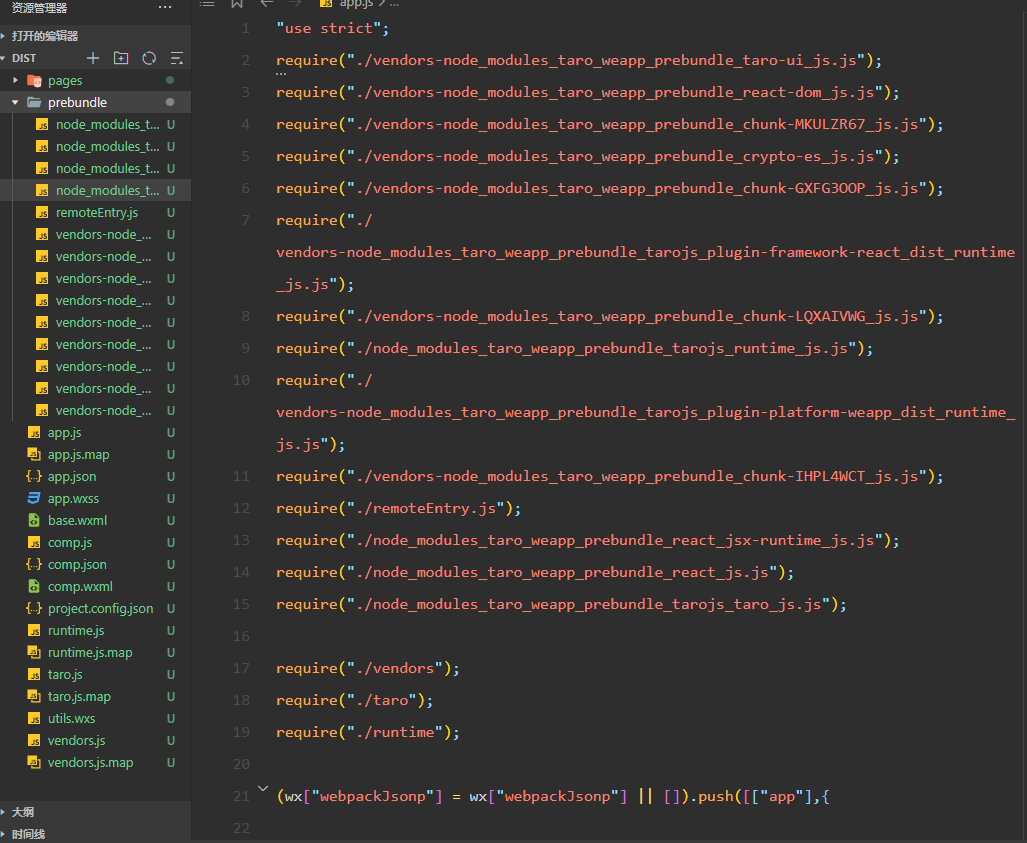 资源管理器
打开的编辑器
DIST
pages
prebundle
node_modules_t... U
node_modules_t... U
node_modules_t... U
node_modules_t... U
remoteEntry.js U
vendors-node_... U
vendors-node_... U
vendors-node_... U
vendors-node_... U
vendors-node_... U
vendors-node_... U
vendors-node_... U
vendors-node_... U
vendors-node_... U
app.js U
app.js.map U
app.json U
app.wxss U
base.wxml U
comp.js U
comp.json U
comp.wxml U
project.config.json U
runtime.js U
runtime.js.map U
taro.js U
taro.js.map U
utils.wxs U
vendors.js U
vendors.js.map U
大纲
时间线
app.js > ...
1 "use strict";
2 require("./vendors-node_modules_taro_weapp_prebundle_taro-ui_js.js");
3 require("./vendors-node_modules_taro_weapp_prebundle_react-dom_js.js");
4 require("./vendors-node_modules_taro_weapp_prebundle_chunk-MKULZR67_js.js");
5 require("./vendors-node_modules_taro_weapp_prebundle_crypto-es_js.js");
6 require("./vendors-node_modules_taro_weapp_prebundle_chunk-GXFG3OOP_js.js");
7 require("./
vendors-node_modules_taro_weapp_prebundle_tarojs_plugin-framework-react_dist_runtime
_js.js");
8 require("./vendors-node_modules_taro_weapp_prebundle_chunk-LQXAIVWG_js.js");
9 require("./node_modules_taro_weapp_prebundle_tarojs_runtime_js.js");
10 require("./
vendors-node_modules_taro_weapp_prebundle_tarojs_plugin-platform-weapp_dist_runtime_
js.js");
11 require("./vendors-node_modules_taro_weapp_prebundle_chunk-IHPL4WCT_js.js");
12 require("./remoteEntry.js");
13 require("./node_modules_taro_weapp_prebundle_react_jsx-runtime_js.js");
14 require("./node_modules_taro_weapp_prebundle_react_js.js");
15 require("./node_modules_taro_weapp_prebundle_tarojs_taro_js.js");
16
17 require("./vendors");
18 require("./taro");
19 require("./runtime");
20
21 (wx["webpackJsonp"] = wx["webpackJsonp"] || []).push([["app"],{
22